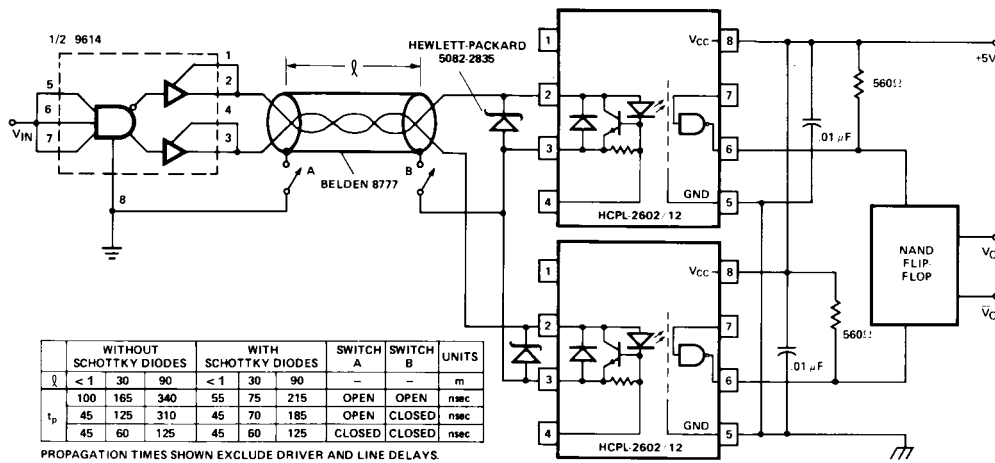 1/2 9614
1
2
4
3
5
6
7
8
VIN
ℓ
A
B
BELDEN 8777
HEWLETT-PACKARD
5082-2835
1
2
3
4
VCC
8
7
6
GND
5
HCPL-2602/12
1
2
3
4
VCC
8
7
6
GND
5
HCPL-2602/12
+5V
560Ω
.01 µF
560Ω
.01 µF
NAND
FLIP-
FLOP
WITHOUT SCHOTTKY DIODES WITH SCHOTTKY DIODES SWITCH A SWITCH B UNITS
ℓ < 1 30 90 < 1 30 90 – – m
tp 100 165 340 55 75 215 OPEN OPEN nsec
45 125 310 45 70 185 OPEN CLOSED nsec
45 60 125 45 60 125 CLOSED CLOSED nsec
PROPAGATION TIMES SHOWN EXCLUDE DRIVER AND LINE DELAYS.